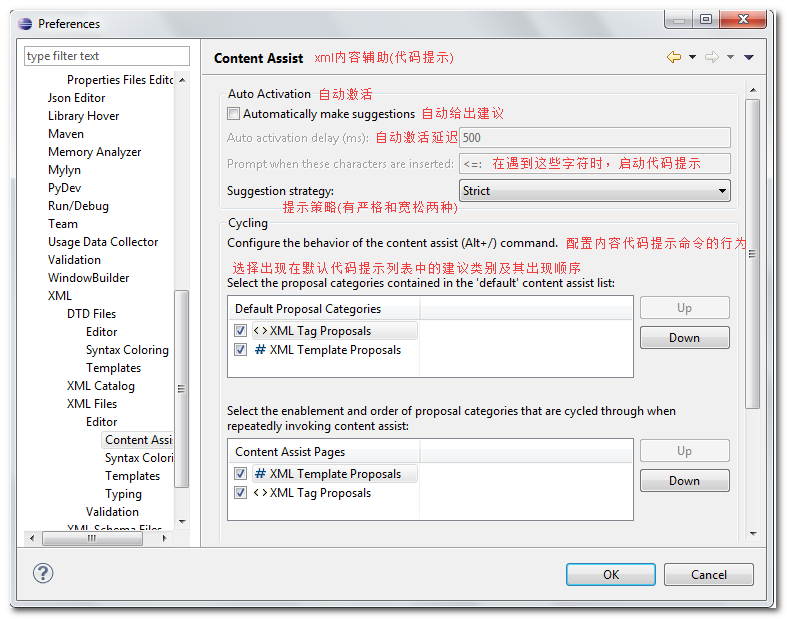 Preferences
type filter text
Properties Files Edito
Json Editor
Library Hover
Maven
Memory Analyzer
Mylyn
PyDev
Run/Debug
Team
Usage Data Collector
Validation
WindowBuilder
XML
DTD Files
Editor
Syntax Coloring
Templates
XML Catalog
XML Files
Editor
Content Assi
Syntax Colori
Templates
Typing
Validation
XML Schema Files
Content Assist xml内容辅助(代码提示)
Auto Activation 自动激活
Automatically make suggestions 自动给出建议
Auto activation delay (ms): 自动激活延迟 500
Prompt when these characters are inserted: <=: 在遇到这些字符时，启动代码提示
Suggestion strategy: Strict
提示策略(有严格和宽松两种)
Cycling
Configure the behavior of the content assist (Alt+/) command. 配置内容代码提示命令的行为
选择出现在默认代码提示列表中的建议类别及其出现顺序
Select the proposal categories contained in the 'default' content assist list:
Default Proposal Categories Up
<> XML Tag Proposals Down
# XML Template Proposals
Select the enablement and order of proposal categories that are cycled through when
repeatedly invoking content assist:
Content Assist Pages Up
# XML Template Proposals Down
<> XML Tag Proposals
? OK Cancel